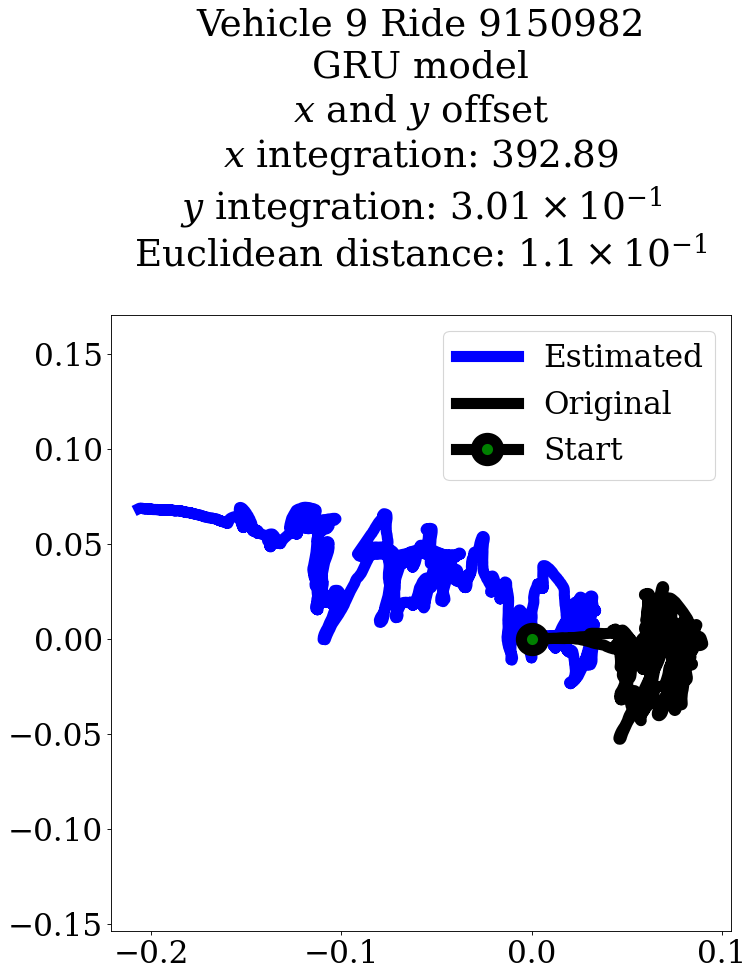 Vehicle 9 Ride 9150982
GRU model
x and y offset
x integration: 392.89
y integration: 3.01 × 10⁻¹
Euclidean distance: 1.1 × 10⁻¹
Estimated
Original
Start
0.15
0.10
0.05
0.00
−0.05
−0.10
−0.15
−0.2 −0.1 0.0 0.1